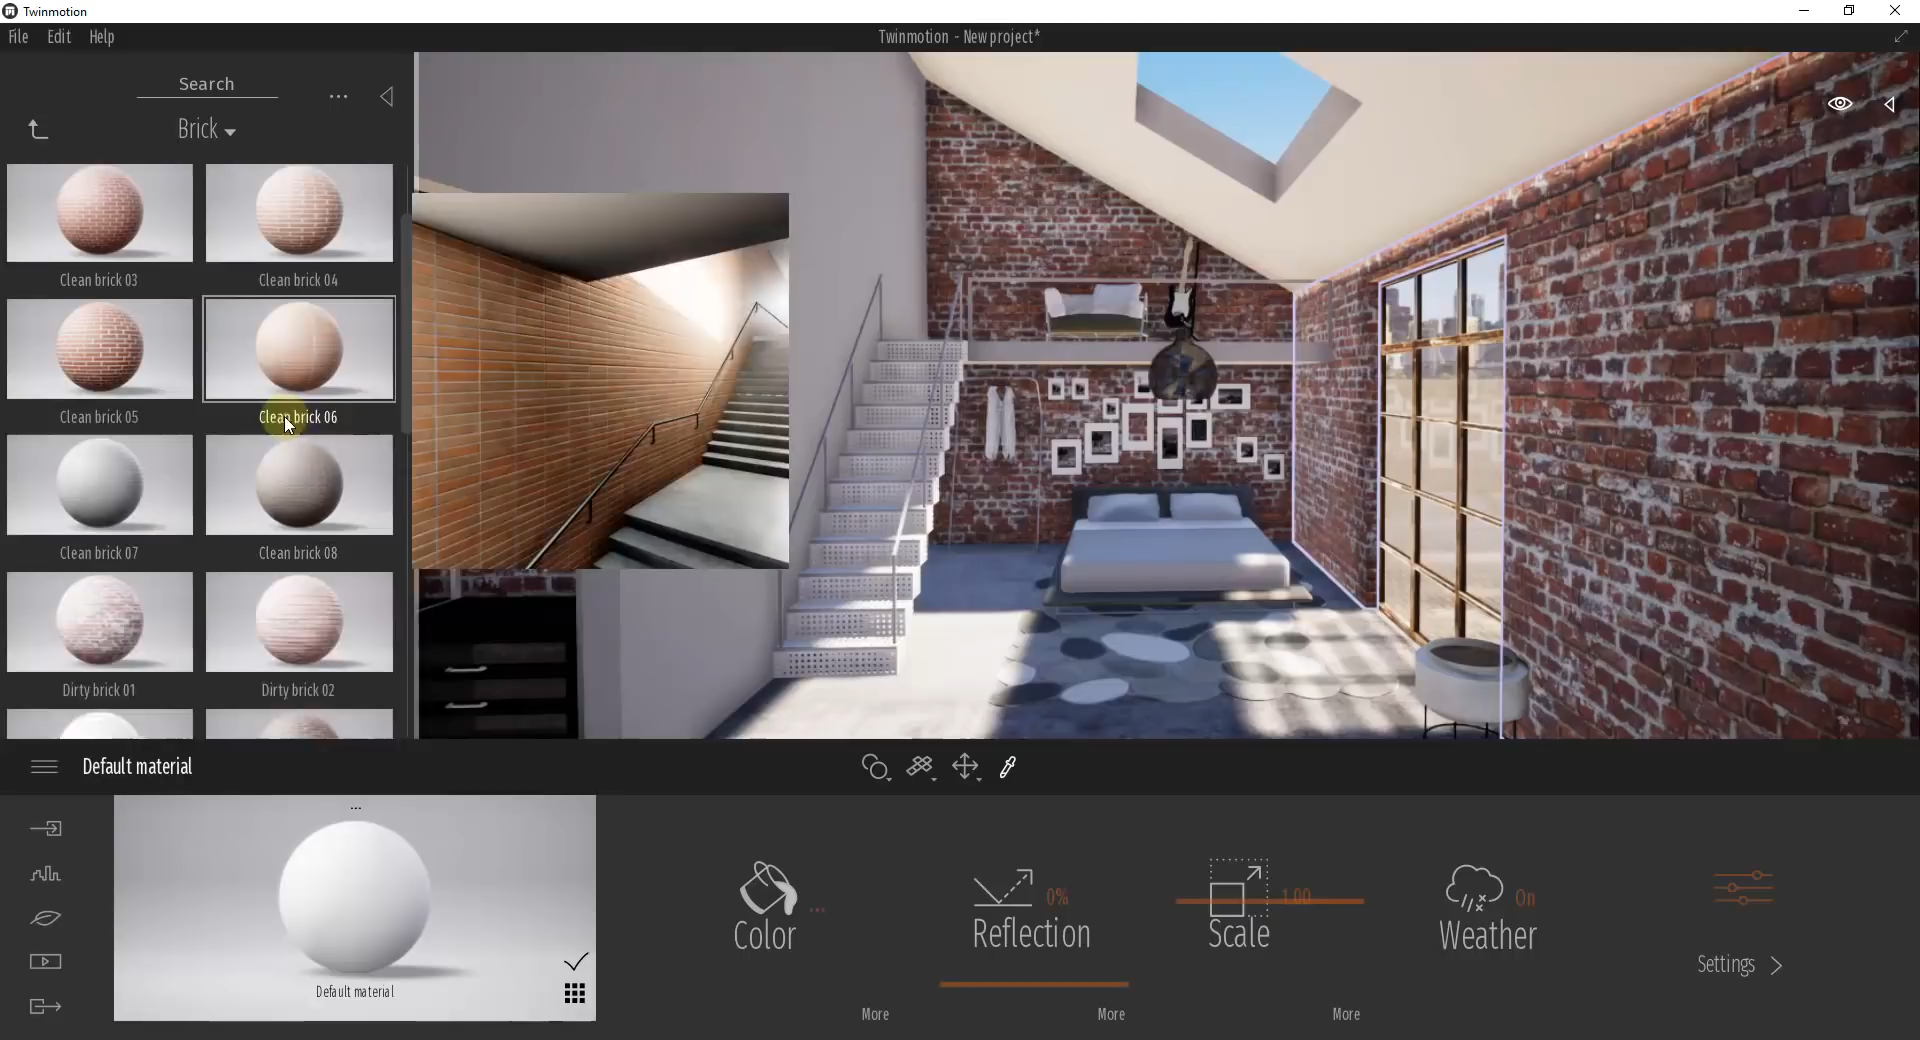 Twinmotion
File Edit Help
Twinmotion - New project*
Search
Brick
Clean brick 03
Clean brick 04
Clean brick 05
Clean brick 06
Clean brick 07
Clean brick 08
Dirty brick 01
Dirty brick 02
Default material
...
Default material
...
Color
More
0%
Reflection
More
1.00
Scale
More
On
Weather
Settings